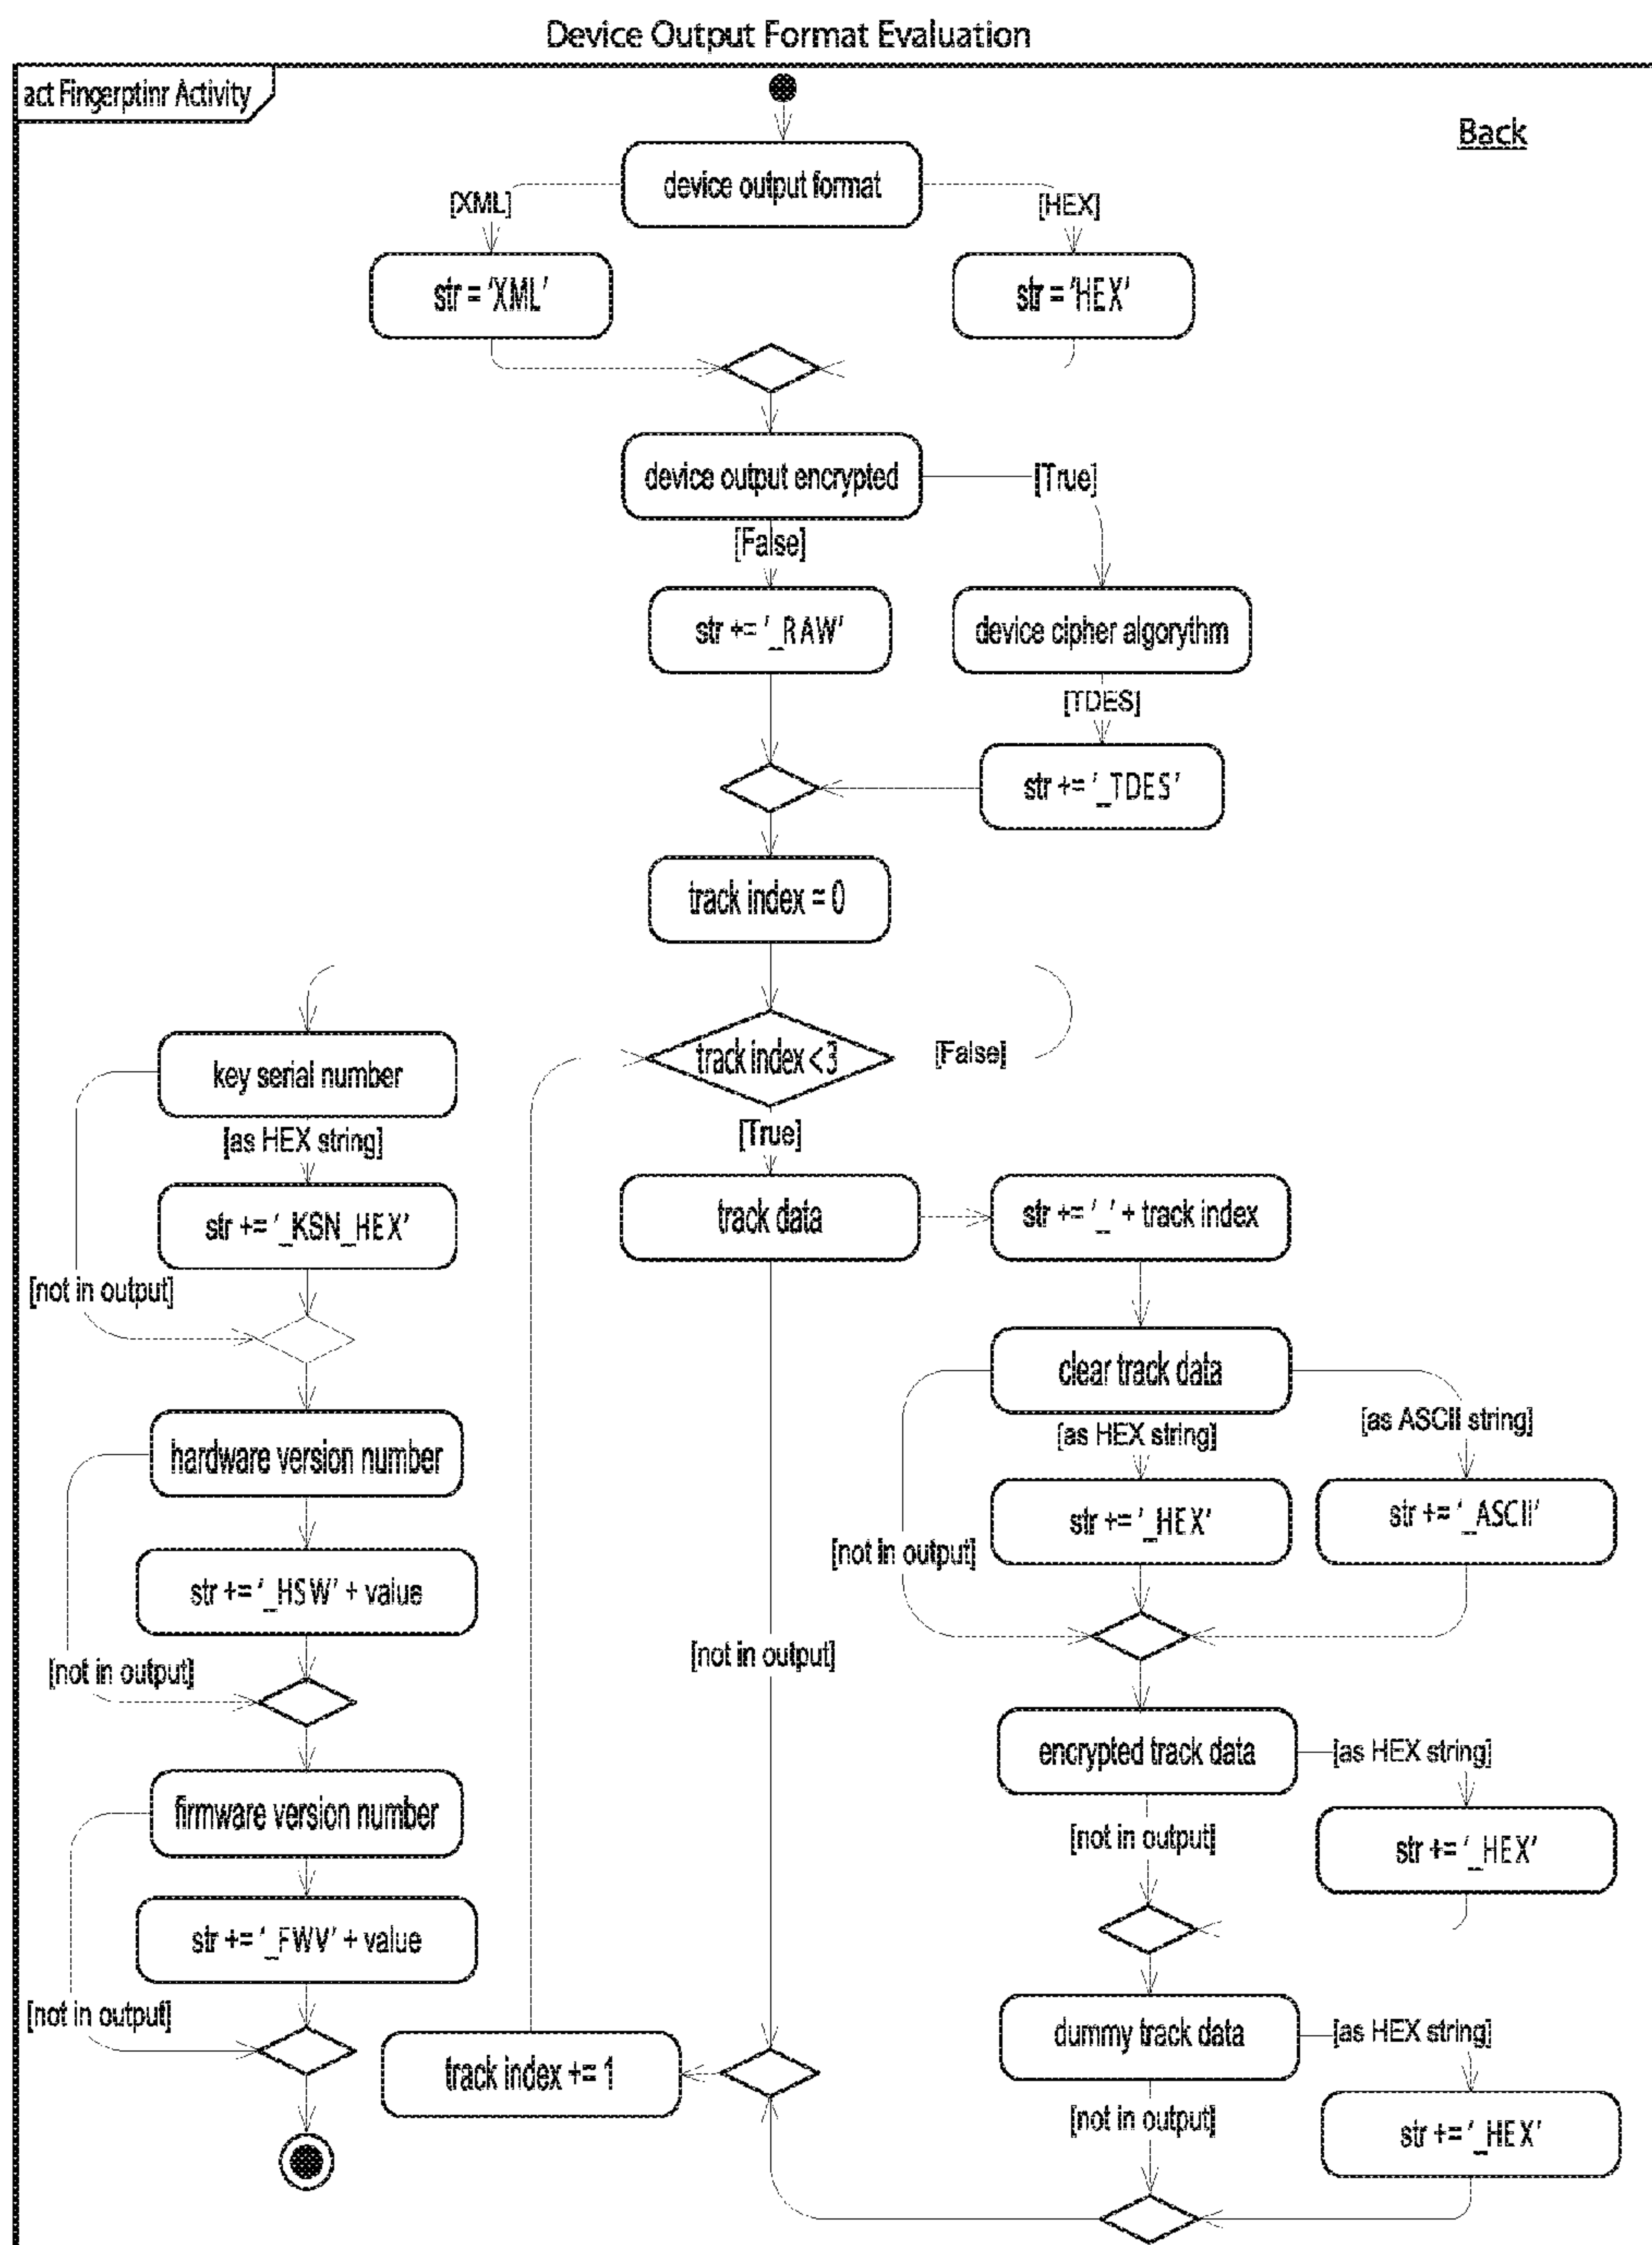 Device Output Format Evaluation
act Fingerptinr Activity
Back
device output format
[XML]
[HEX]
str = 'XML'
str = 'HEX'
device output encrypted
[True]
[False]
str += '_RAW'
device cipher algorythm
[TDES]
str += '_TDES'
track index = 0
track index < 3
[False]
[True]
key serial number
[as HEX string]
str += '_KSN_HEX'
[not in output]
hardware version number
str += '_HSW' + value
[not in output]
firmware version number
str += '_FWV' + value
[not in output]
track data
str += '_' + track index
clear track data
[as HEX string]
[as ASCII string]
str += '_HEX'
str += '_ASCII'
[not in output]
[not in output]
encrypted track data
[as HEX string]
[not in output]
str += '_HEX'
dummy track data
[as HEX string]
[not in output]
str += '_HEX'
track index += 1